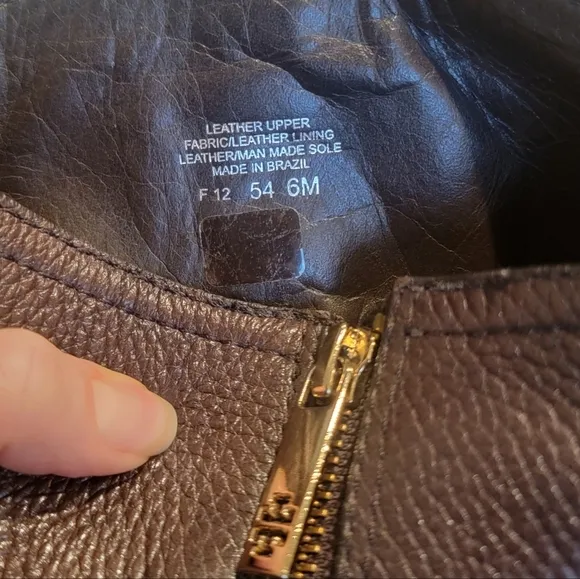 LEATHER UPPER
FABRIC/LEATHER LINING
LEATHER/MAN MADE SOLE
MADE IN BRAZIL
F 12 54 6M